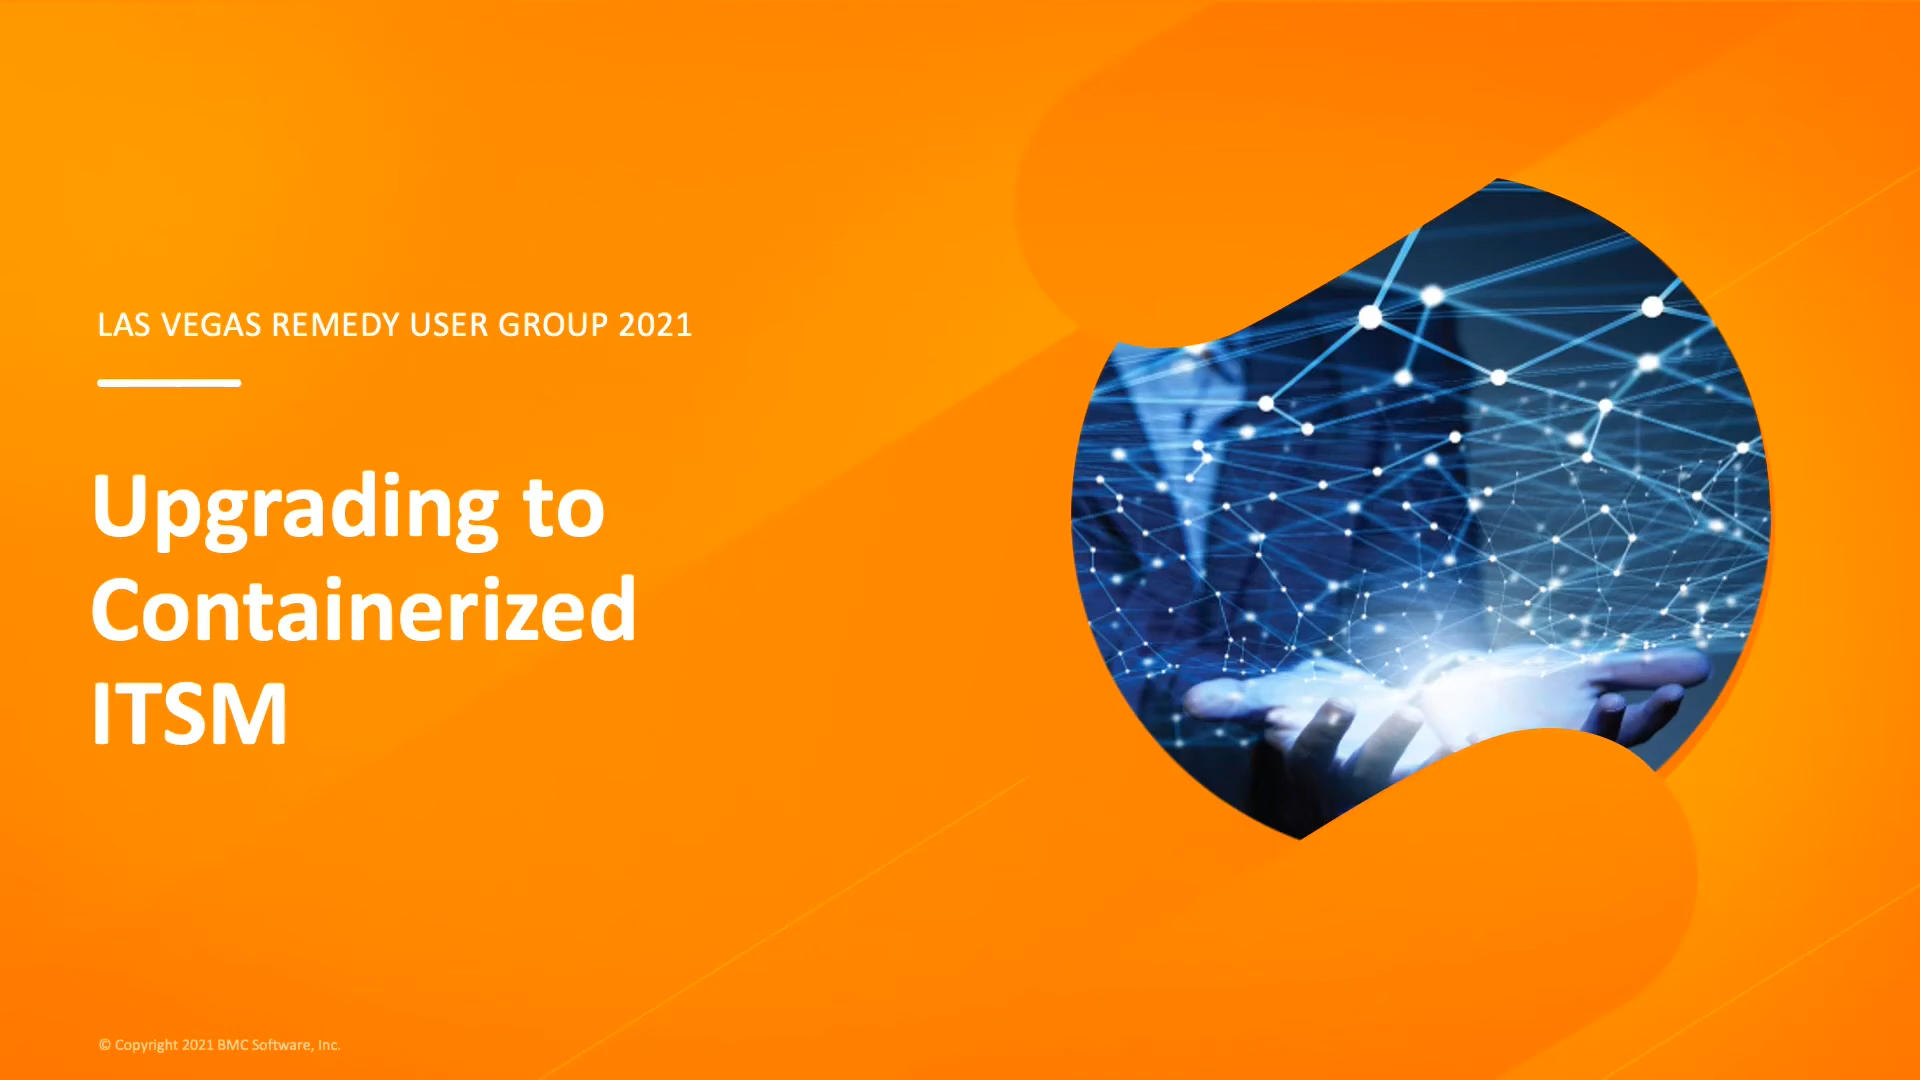 LAS VEGAS REMEDY USER GROUP 2021
Upgrading to
Containerized
ITSM
© Copyright 2021 BMC Software, Inc.